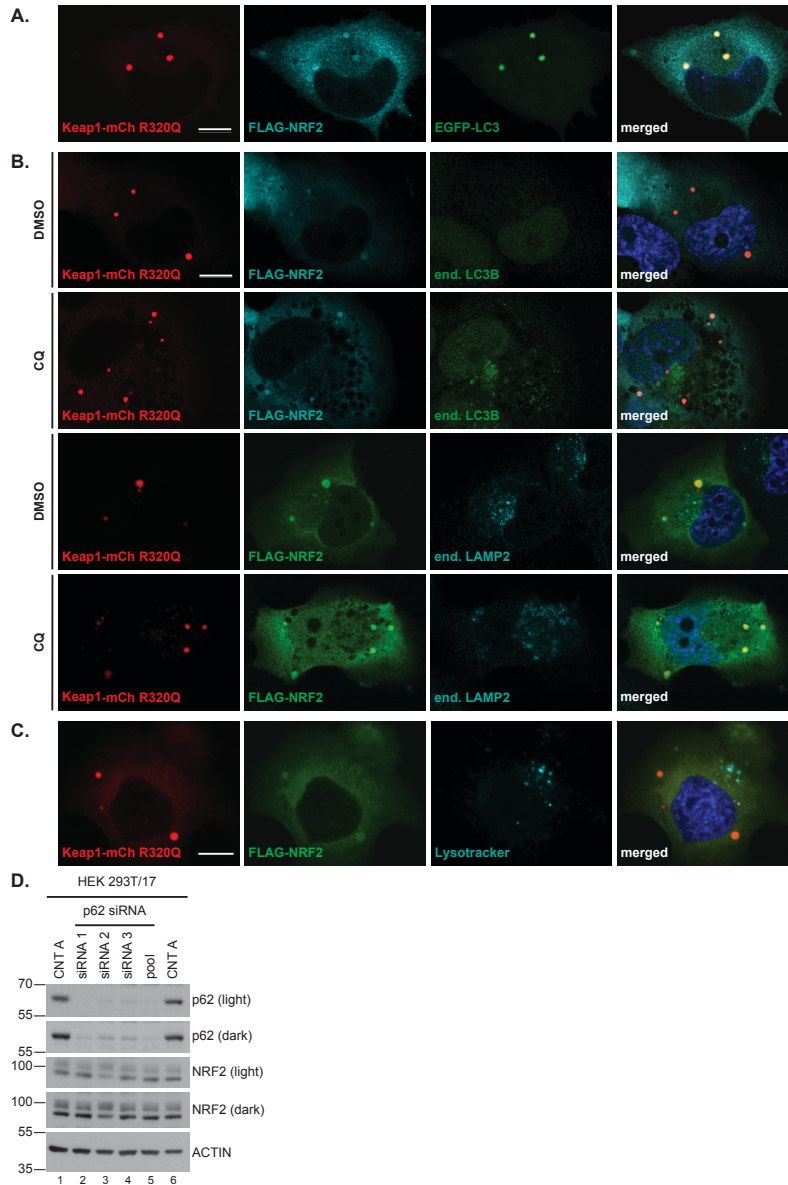 A.
Keap1-mCh R320Q FLAG-NRF2 EGFP-LC3 merged
B.
DMSO
Keap1-mCh R320Q FLAG-NRF2 end. LC3B merged
CQ
Keap1-mCh R320Q FLAG-NRF2 end. LC3B merged
DMSO
Keap1-mCh R320Q FLAG-NRF2 end. LAMP2 merged
CQ
Keap1-mCh R320Q FLAG-NRF2 end. LAMP2 merged
C.
Keap1-mCh R320Q FLAG-NRF2 Lysotracker merged
D.
HEK 293T/17
p62 siRNA
CNT A siRNA 1 siRNA 2 siRNA 3 pool CNT A
70
p62 (light)
55
p62 (dark)
55
100
NRF2 (light)
100
NRF2 (dark)
55
ACTIN
35
1 2 3 4 5 6